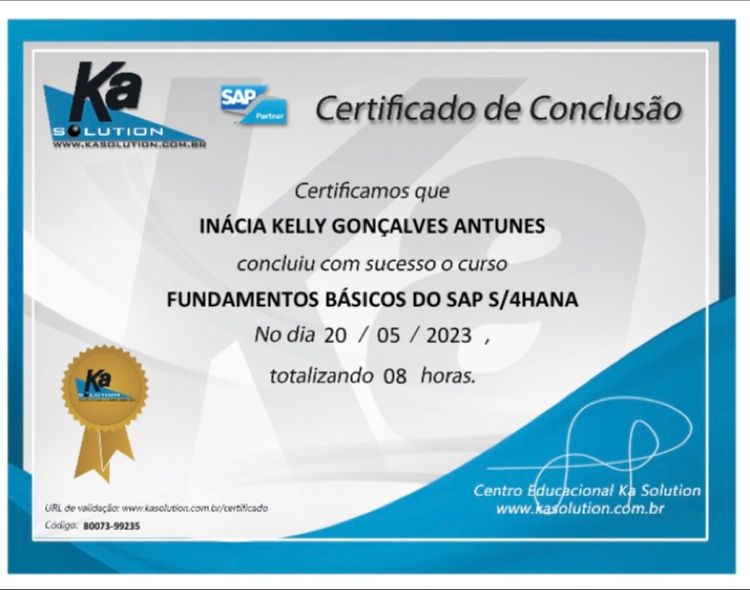 Ka
SOLUTION
WWW.KASOLUTION.COM.BR
SAP Partner
Certificado de Conclusão
Certificamos que
INÁCIA KELLY GONÇALVES ANTUNES
concluiu com sucesso o curso
FUNDAMENTOS BÁSICOS DO SAP S/4HANA
No dia 20 / 05 / 2023 ,
totalizando 08 horas.
Ka
SOLUTION
URL de validação: www.kasolution.com.br/certificado
Código: 80073-99235
Centro Educacional Ka Solution
www.kasolution.com.br